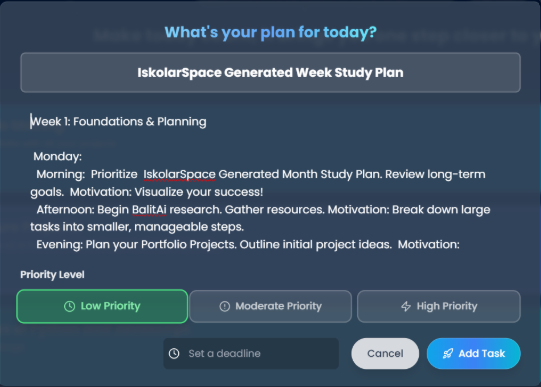 What's your plan for today?
IskolarSpace Generated Week Study Plan
Week 1: Foundations & Planning
Monday:
Morning: Prioritize IskolarSpace Generated Month Study Plan. Review long-term
goals. Motivation: Visualize your success!
Afternoon: Begin BalitAi research. Gather resources. Motivation: Break down large
tasks into smaller, manageable steps.
Evening: Plan your Portfolio Projects. Outline initial project ideas. Motivation:
Priority Level
Low Priority
Moderate Priority
High Priority
Set a deadline
Cancel
Add Task